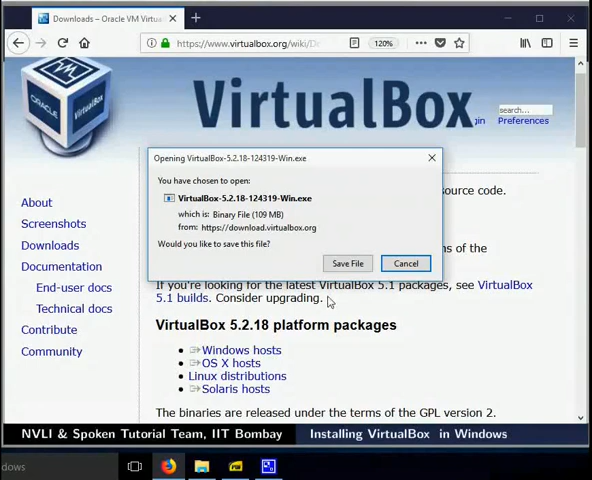 Downloads – Oracle VM Virtua
https://www.virtualbox.org/wiki/D
120%
VirtualBox
ORACLE
VirtualBox
search...
gin Preferences
Opening VirtualBox-5.2.18-124319-Win.exe
You have chosen to open:
VirtualBox-5.2.18-124319-Win.exe
which is: Binary File (109 MB)
from: https://download.virtualbox.org
Would you like to save this file?
Save File Cancel
About
Screenshots
Downloads
Documentation
End-user docs
Technical docs
Contribute
Community
source code.
ms of the
If you're looking for the latest VirtualBox 5.1 packages, see VirtualBox
5.1 builds. Consider upgrading.
VirtualBox 5.2.18 platform packages
Windows hosts
OS X hosts
Linux distributions
Solaris hosts
The binaries are released under the terms of the GPL version 2.
NVLI & Spoken Tutorial Team, IIT Bombay Installing VirtualBox in Windows
dows